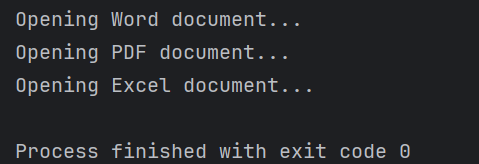 Opening Word document...
Opening PDF document...
Opening Excel document...
Process finished with exit code 0